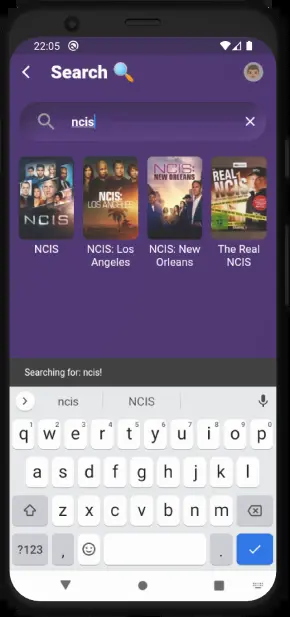 22:05
Search
ncis
NCIS
NCIS:
LOS ANGELES
NCIS:
NEW ORLEANS
REAL
NCIS
NCIS
NCIS: Los
Angeles
NCIS: New
Orleans
The Real
NCIS
Searching for: ncis!
ncis NCIS
1 2 3 4 5 6 7 8 9 0
q w e r t y u i o p
a s d f g h j k l
z x c v b n m
?123 , .